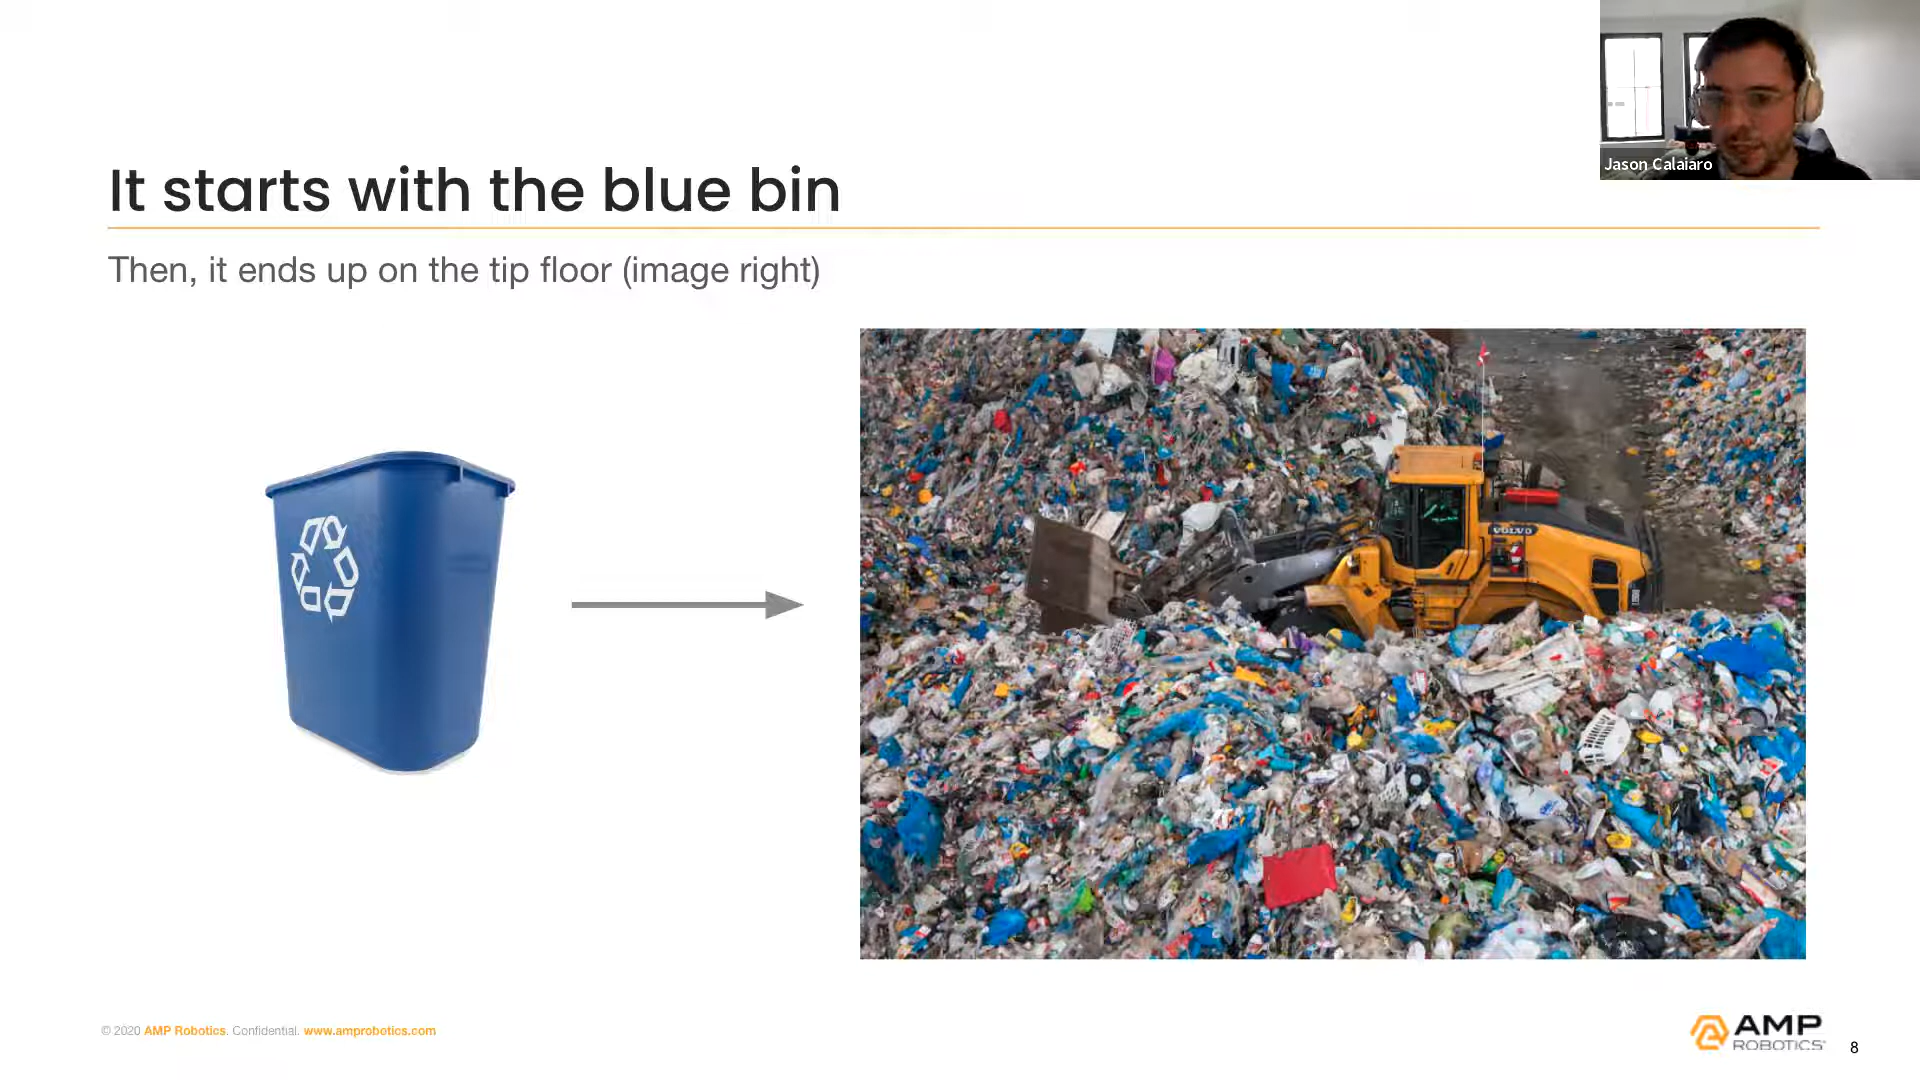 Jason Calaiaro
It starts with the blue bin
Then, it ends up on the tip floor (image right)
VOLVO
© 2020 AMP Robotics. Confidential. www.amprobotics.com
AMP
ROBOTICS
8